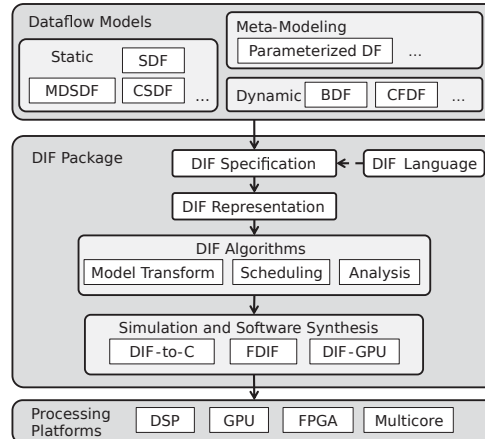 Dataflow Models
Static
SDF
MDSDF
CSDF
...
Meta-Modeling
Parameterized DF
...
Dynamic
BDF
CFDF
...
DIF Package
DIF Specification
DIF Language
DIF Representation
DIF Algorithms
Model Transform
Scheduling
Analysis
Simulation and Software Synthesis
DIF-to-C
FDIF
DIF-GPU
Processing
Platforms
DSP
GPU
FPGA
Multicore